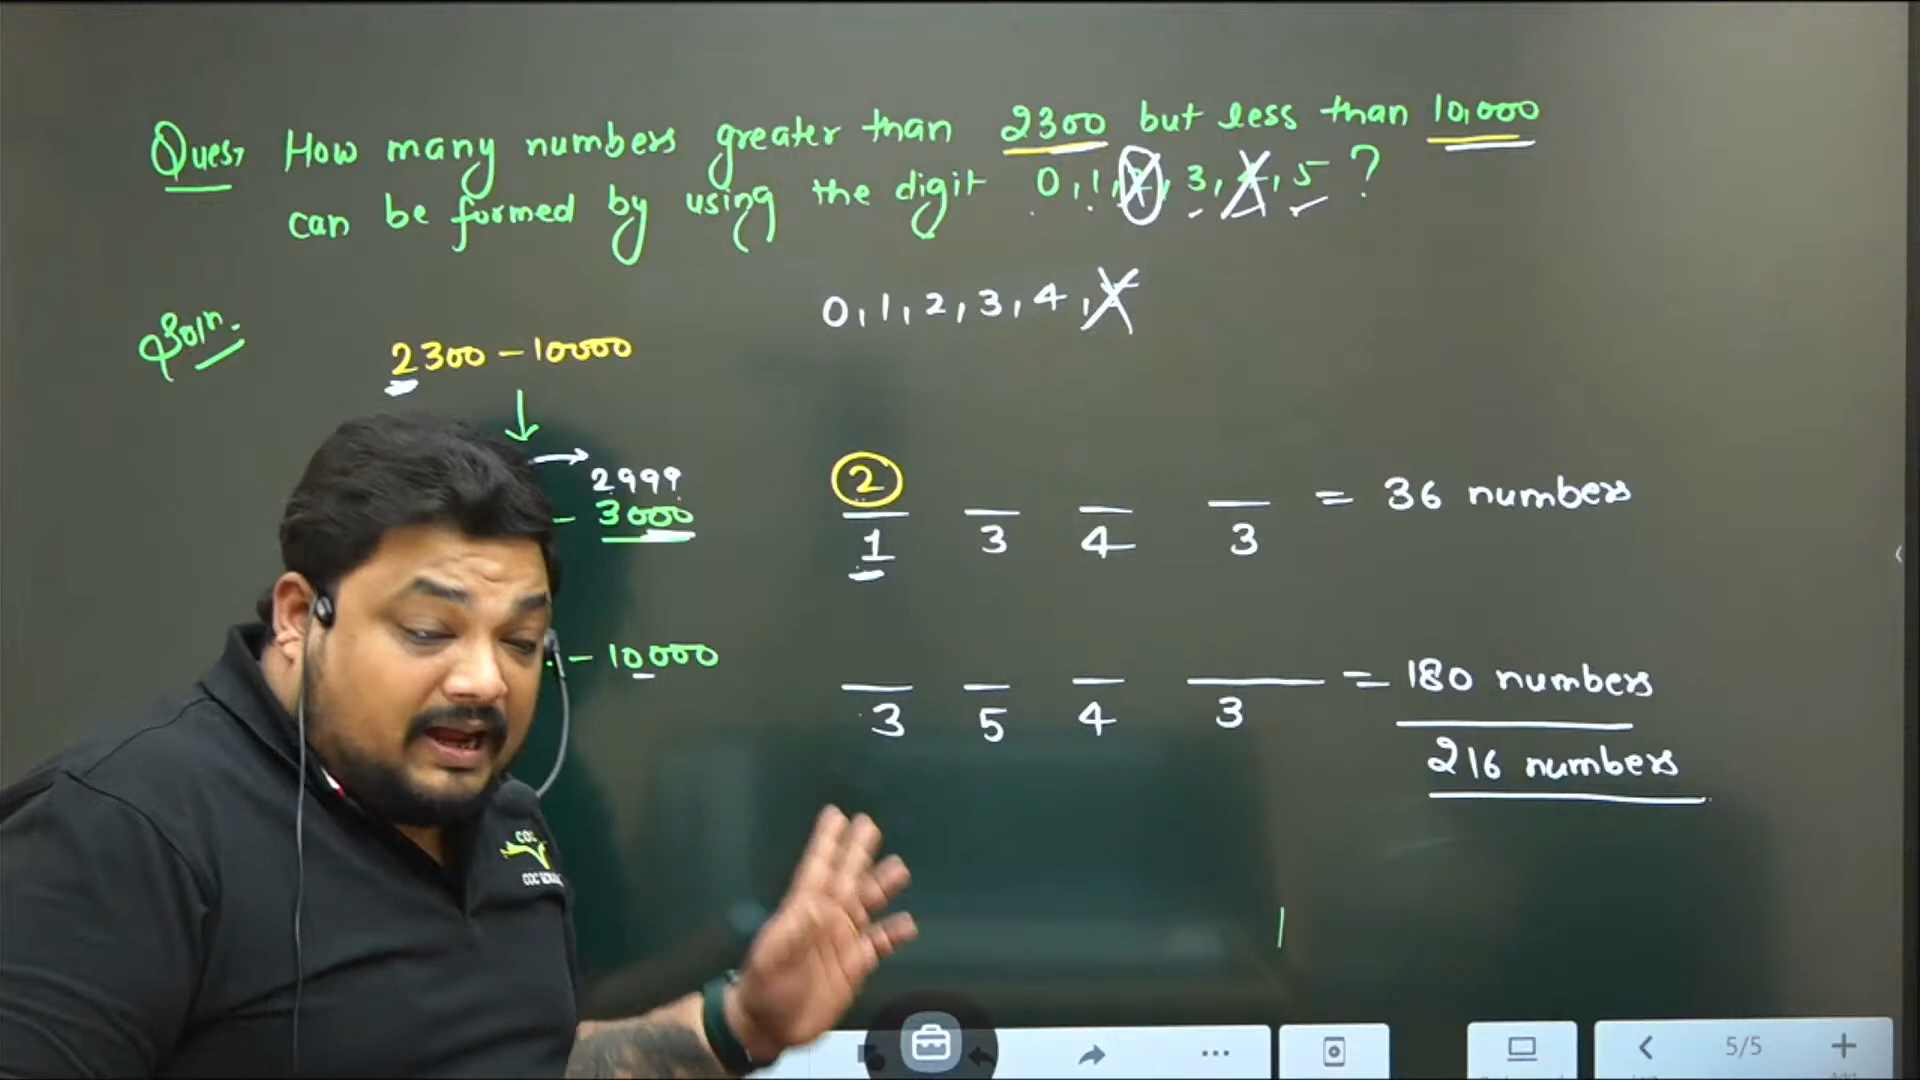 Ques, How many numbers greater than 2300 but less than 10,000
can be formed by using the digit 0, 1, 2, 3, 4, 5 ?
0, 1, 2, 3, 4,
Soln.
2300 – 10000
2999
– 3000
2
= 36 numbers
1 3 4 3
– 10000
= 180 numbers
3 5 4 3
216 numbers
COC
5/5